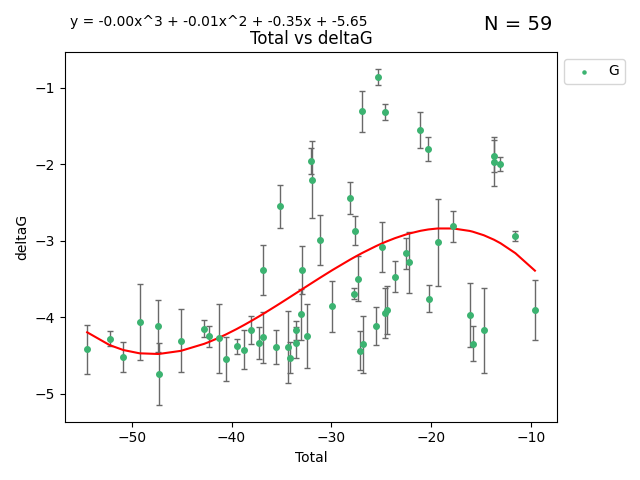 y = -0.00x^3 + -0.01x^2 + -0.35x + -5.65
N = 59
Total vs deltaG
G
deltaG
−1
−2
−3
−4
−5
−50
−40
−30
−20
−10
Total